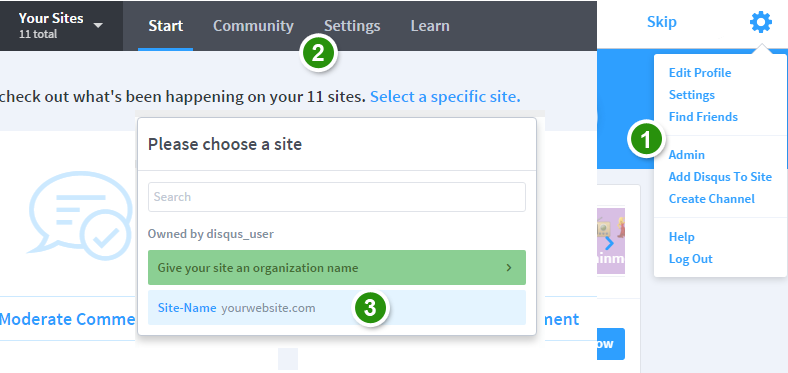 Your Sites
11 total
Start
Community
Settings
Learn
2
check out what's been happening on your 11 sites. Select a specific site.
Please choose a site
Search
Owned by disqus_user
Give your site an organization name
Site-Name yourwebsite.com
3
Moderate Comme
ment
Skip
Edit Profile
Settings
Find Friends
1
Admin
Add Disqus To Site
Create Channel
Help
Log Out
inme
ow